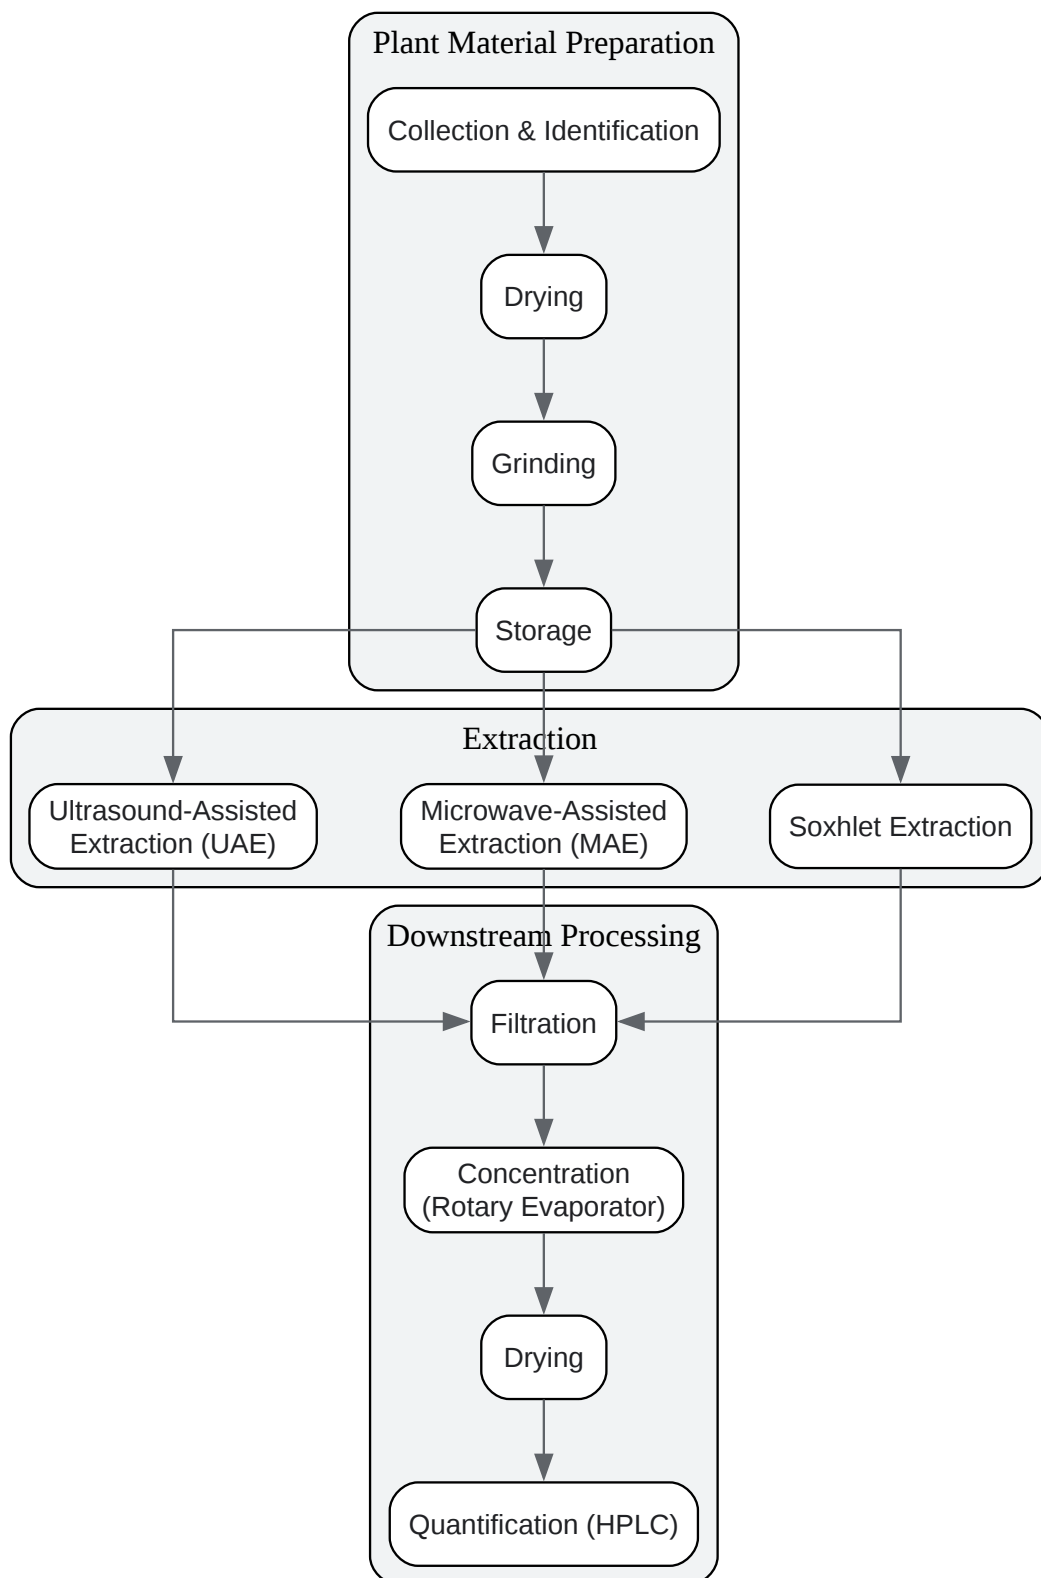 Plant Material Preparation
Collection & Identification
Drying
Grinding
Storage
Extraction
Ultrasound-Assisted
Extraction (UAE)
Microwave-Assisted
Extraction (MAE)
Soxhlet Extraction
Downstream Processing
Filtration
Concentration
(Rotary Evaporator)
Drying
Quantification (HPLC)